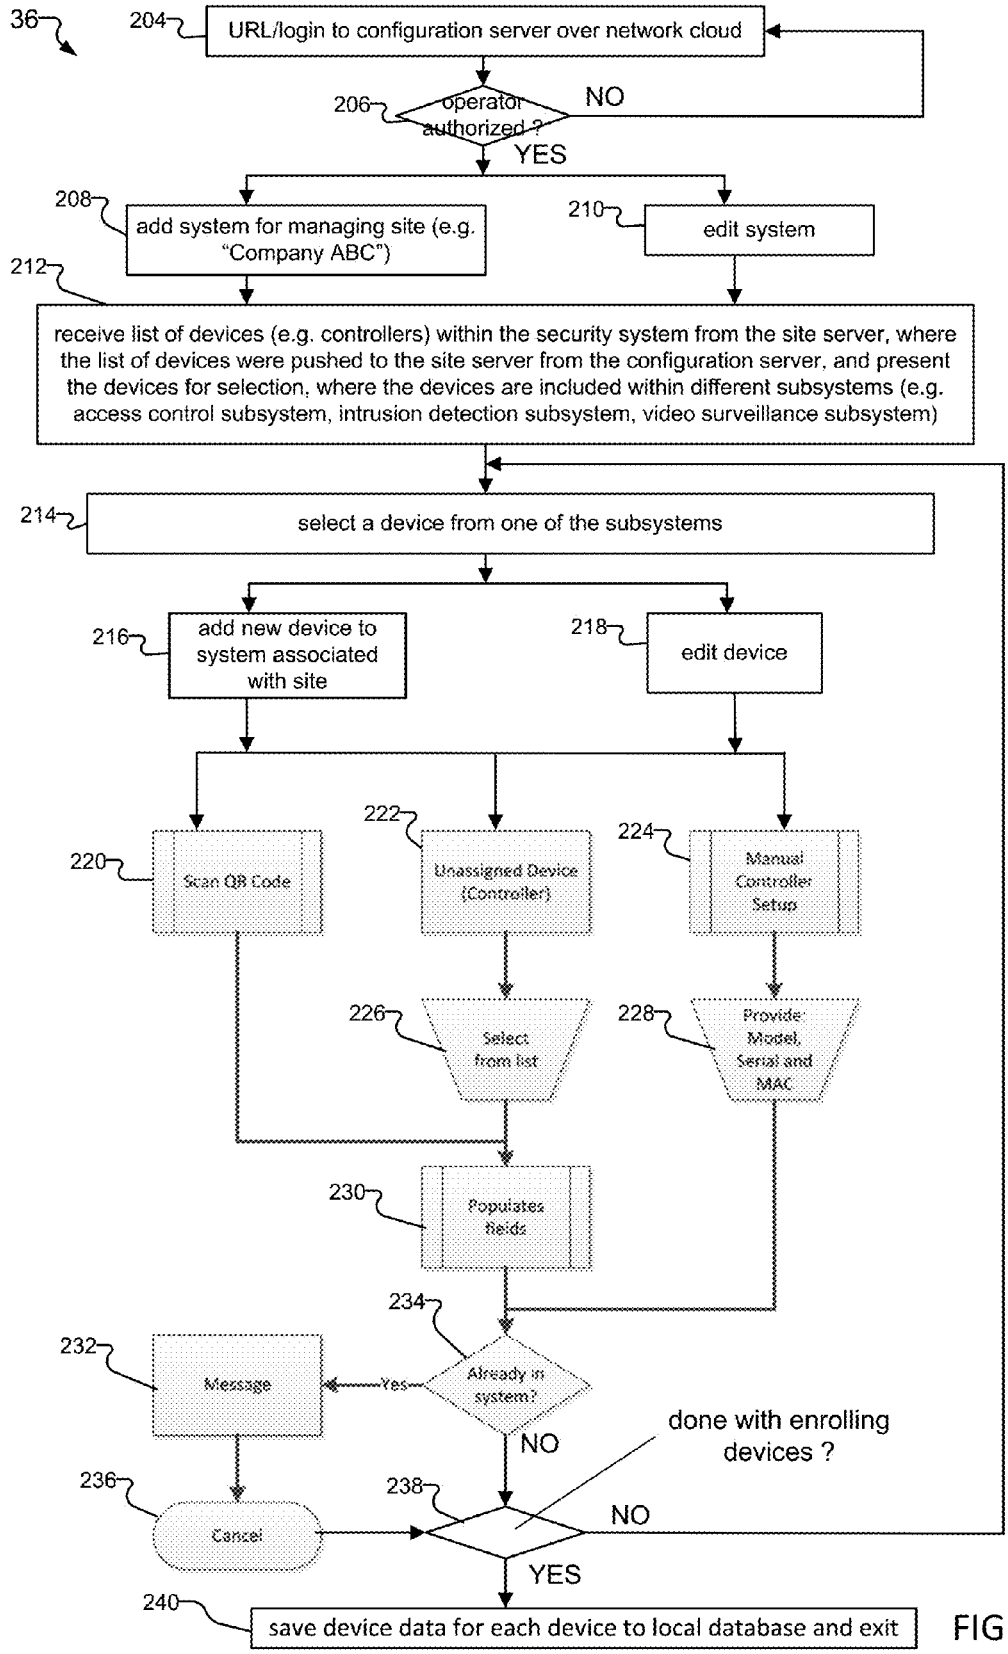 36
204
URL/login to configuration server over network cloud
206
operator
authorized ?
NO
YES
208
add system for managing site (e.g.
“Company ABC”)
210
edit system
212
receive list of devices (e.g. controllers) within the security system from the site server, where
the list of devices were pushed to the site server from the configuration server, and present
the devices for selection, where the devices are included within different subsystems (e.g.
access control subsystem, intrusion detection subsystem, video surveillance subsystem)
214
select a device from one of the subsystems
216
add new device to
system associated
with site
218
edit device
220
Scan QR Code
222
Unassigned Device
(Controller)
224
Manual
Controller
Setup
226
Select
from list
228
Provide:
Model,
Serial and
MAC
230
Populates
fields
234
Already in
system?
Yes
232
Message
NO
done with enrolling
devices ?
236
Cancel
238
NO
YES
240
save device data for each device to local database and exit
FIG